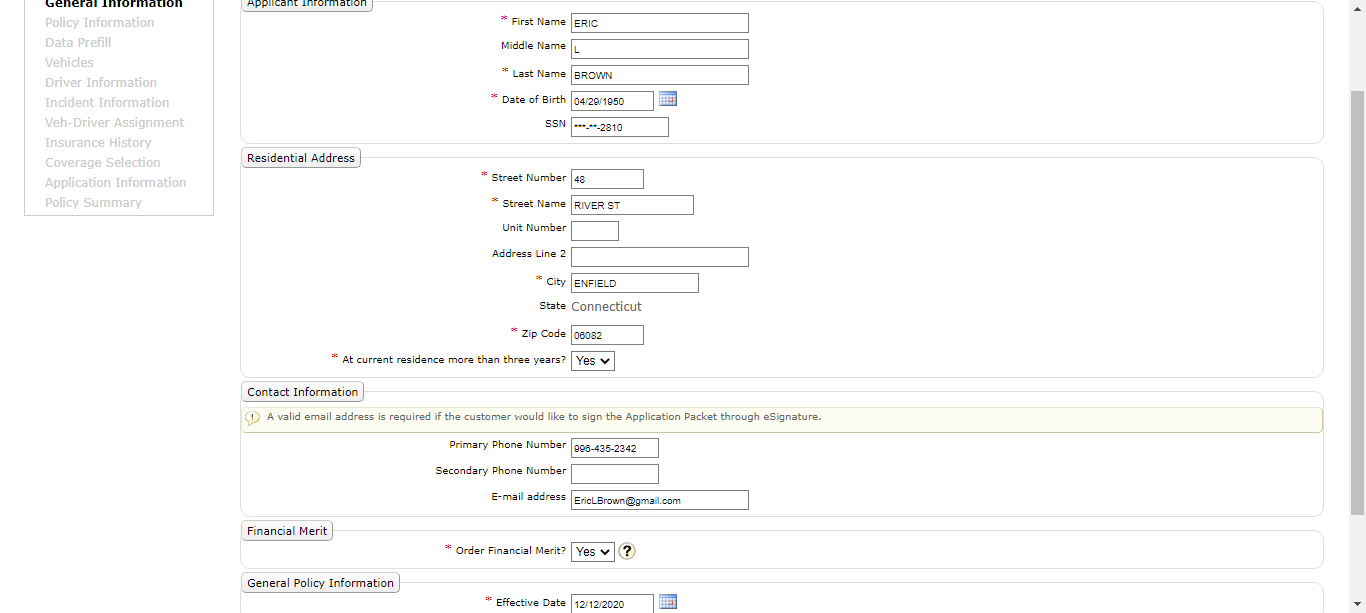 General Information
Policy Information
Data Prefill
Vehicles
Driver Information
Incident Information
Veh-Driver Assignment
Insurance History
Coverage Selection
Application Information
Policy Summary
Applicant Information
* First Name ERIC
Middle Name L
* Last Name BROWN
* Date of Birth 04/29/1950
SSN ***-**-2810
Residential Address
* Street Number 48
* Street Name RIVER ST
Unit Number
Address Line 2
* City ENFIELD
State Connecticut
* Zip Code 06082
* At current residence more than three years? Yes
Contact Information
! A valid email address is required if the customer would like to sign the Application Packet through eSignature.
Primary Phone Number 996-435-2342
Secondary Phone Number
E-mail address EricLBrown@gmail.com
Financial Merit
* Order Financial Merit? Yes ?
General Policy Information
* Effective Date 12/12/2020